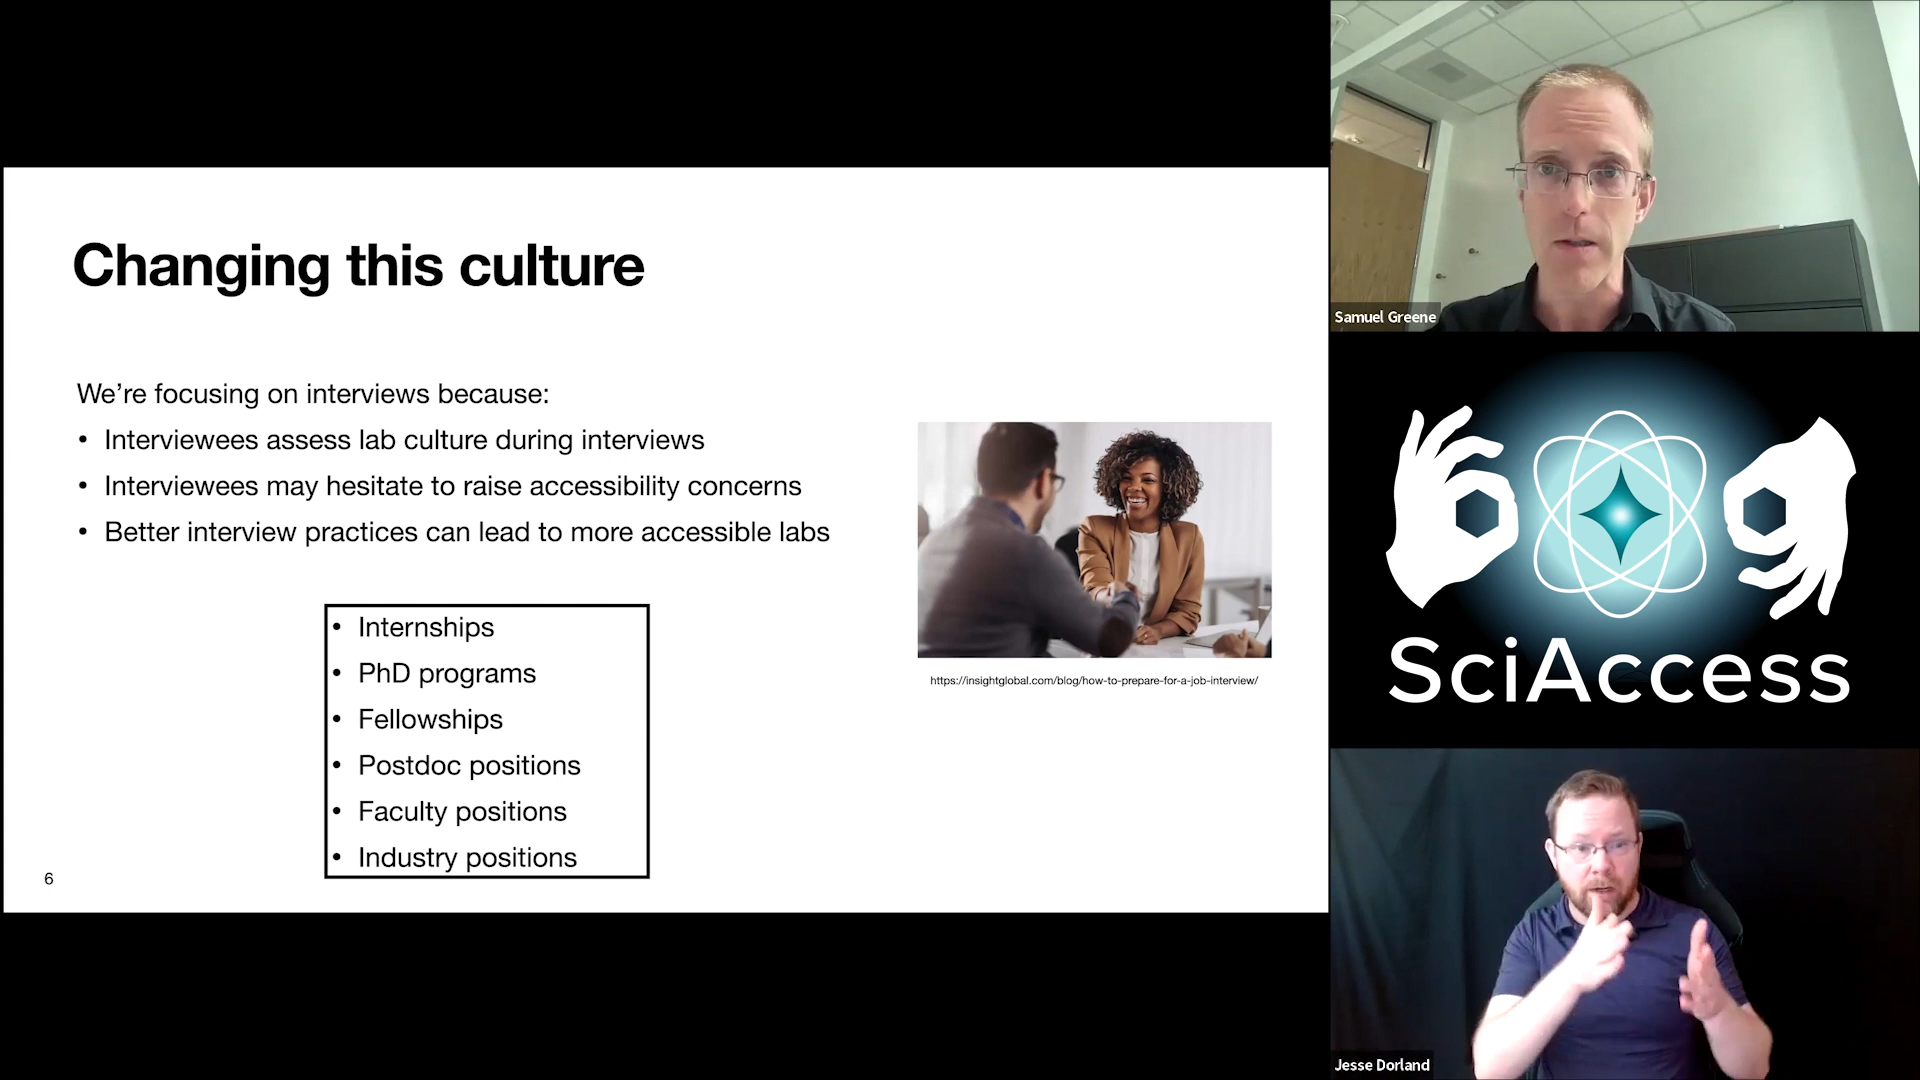 Changing this culture
We’re focusing on interviews because:
• Interviewees assess lab culture during interviews
• Interviewees may hesitate to raise accessibility concerns
• Better interview practices can lead to more accessible labs
• Internships
• PhD programs
• Fellowships
• Postdoc positions
• Faculty positions
• Industry positions
https://insightglobal.com/blog/how-to-prepare-for-a-job-interview/
6
Samuel Greene
SciAccess
Jesse Dorland